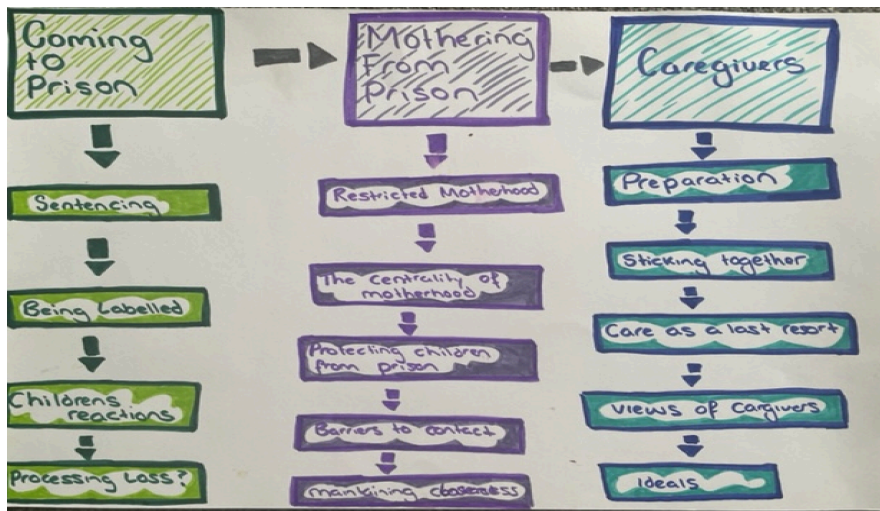 Coming
to
Prison
Sentencing
Being Labelled
Childrens
reactions
Processing Loss?
Mothering
From
Prison
Restricted Motherhood
The centrality of
motherhood
Protecting children
from prison
Barriers to contact
maintaining closeness
Caregivers
Preparation
Sticking together
Care as a last resort
views of cargivers
Ideals